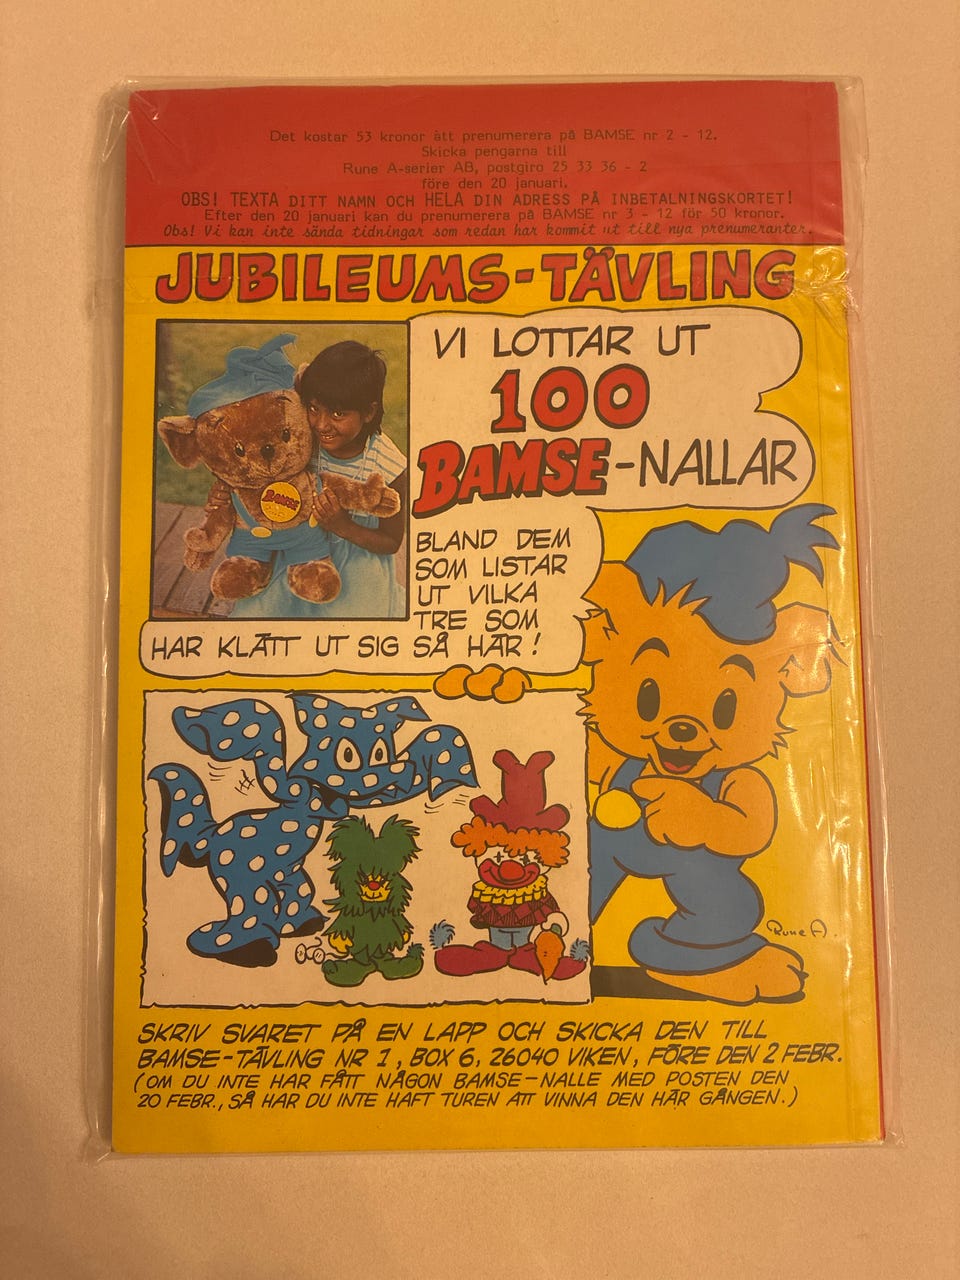 Det kostar 53 kronor att prenumerera på BAMSE nr 2 - 12.
Skicka pengarna till
Rune A-serier AB, postgiro 25 33 36 - 2
före den 20 januari.
OBS! TEXTA DITT NAMN OCH HELA DIN ADRESS PÅ INBETALNINGSKORTET!
Efter den 20 januari kan du prenumerera på BAMSE nr 3 - 12 för 50 kronor.
Obs! Vi kan inte sända tidningar som redan har kommit ut till nya prenumeranter.
JUBILEUMS-TÄVLING
VI LOTTAR UT
100
BAMSE-NALLAR
BAMSE
BLAND DEM
SOM LISTAR
UT VILKA
TRE SOM
HAR KLÄTT UT SIG SÅ HÄR!
Rune A.
SKRIV SVARET PÅ EN LAPP OCH SKICKA DEN TILL
BAMSE-TÄVLING NR 1, BOX 6, 26040 VIKEN, FÖRE DEN 2 FEBR.
(OM DU INTE HAR FÅTT NÅGON BAMSE-NALLE MED POSTEN DEN
20 FEBR., SÅ HAR DU INTE HAFT TUREN ATT VINNA DEN HÄR GÅNGEN.)